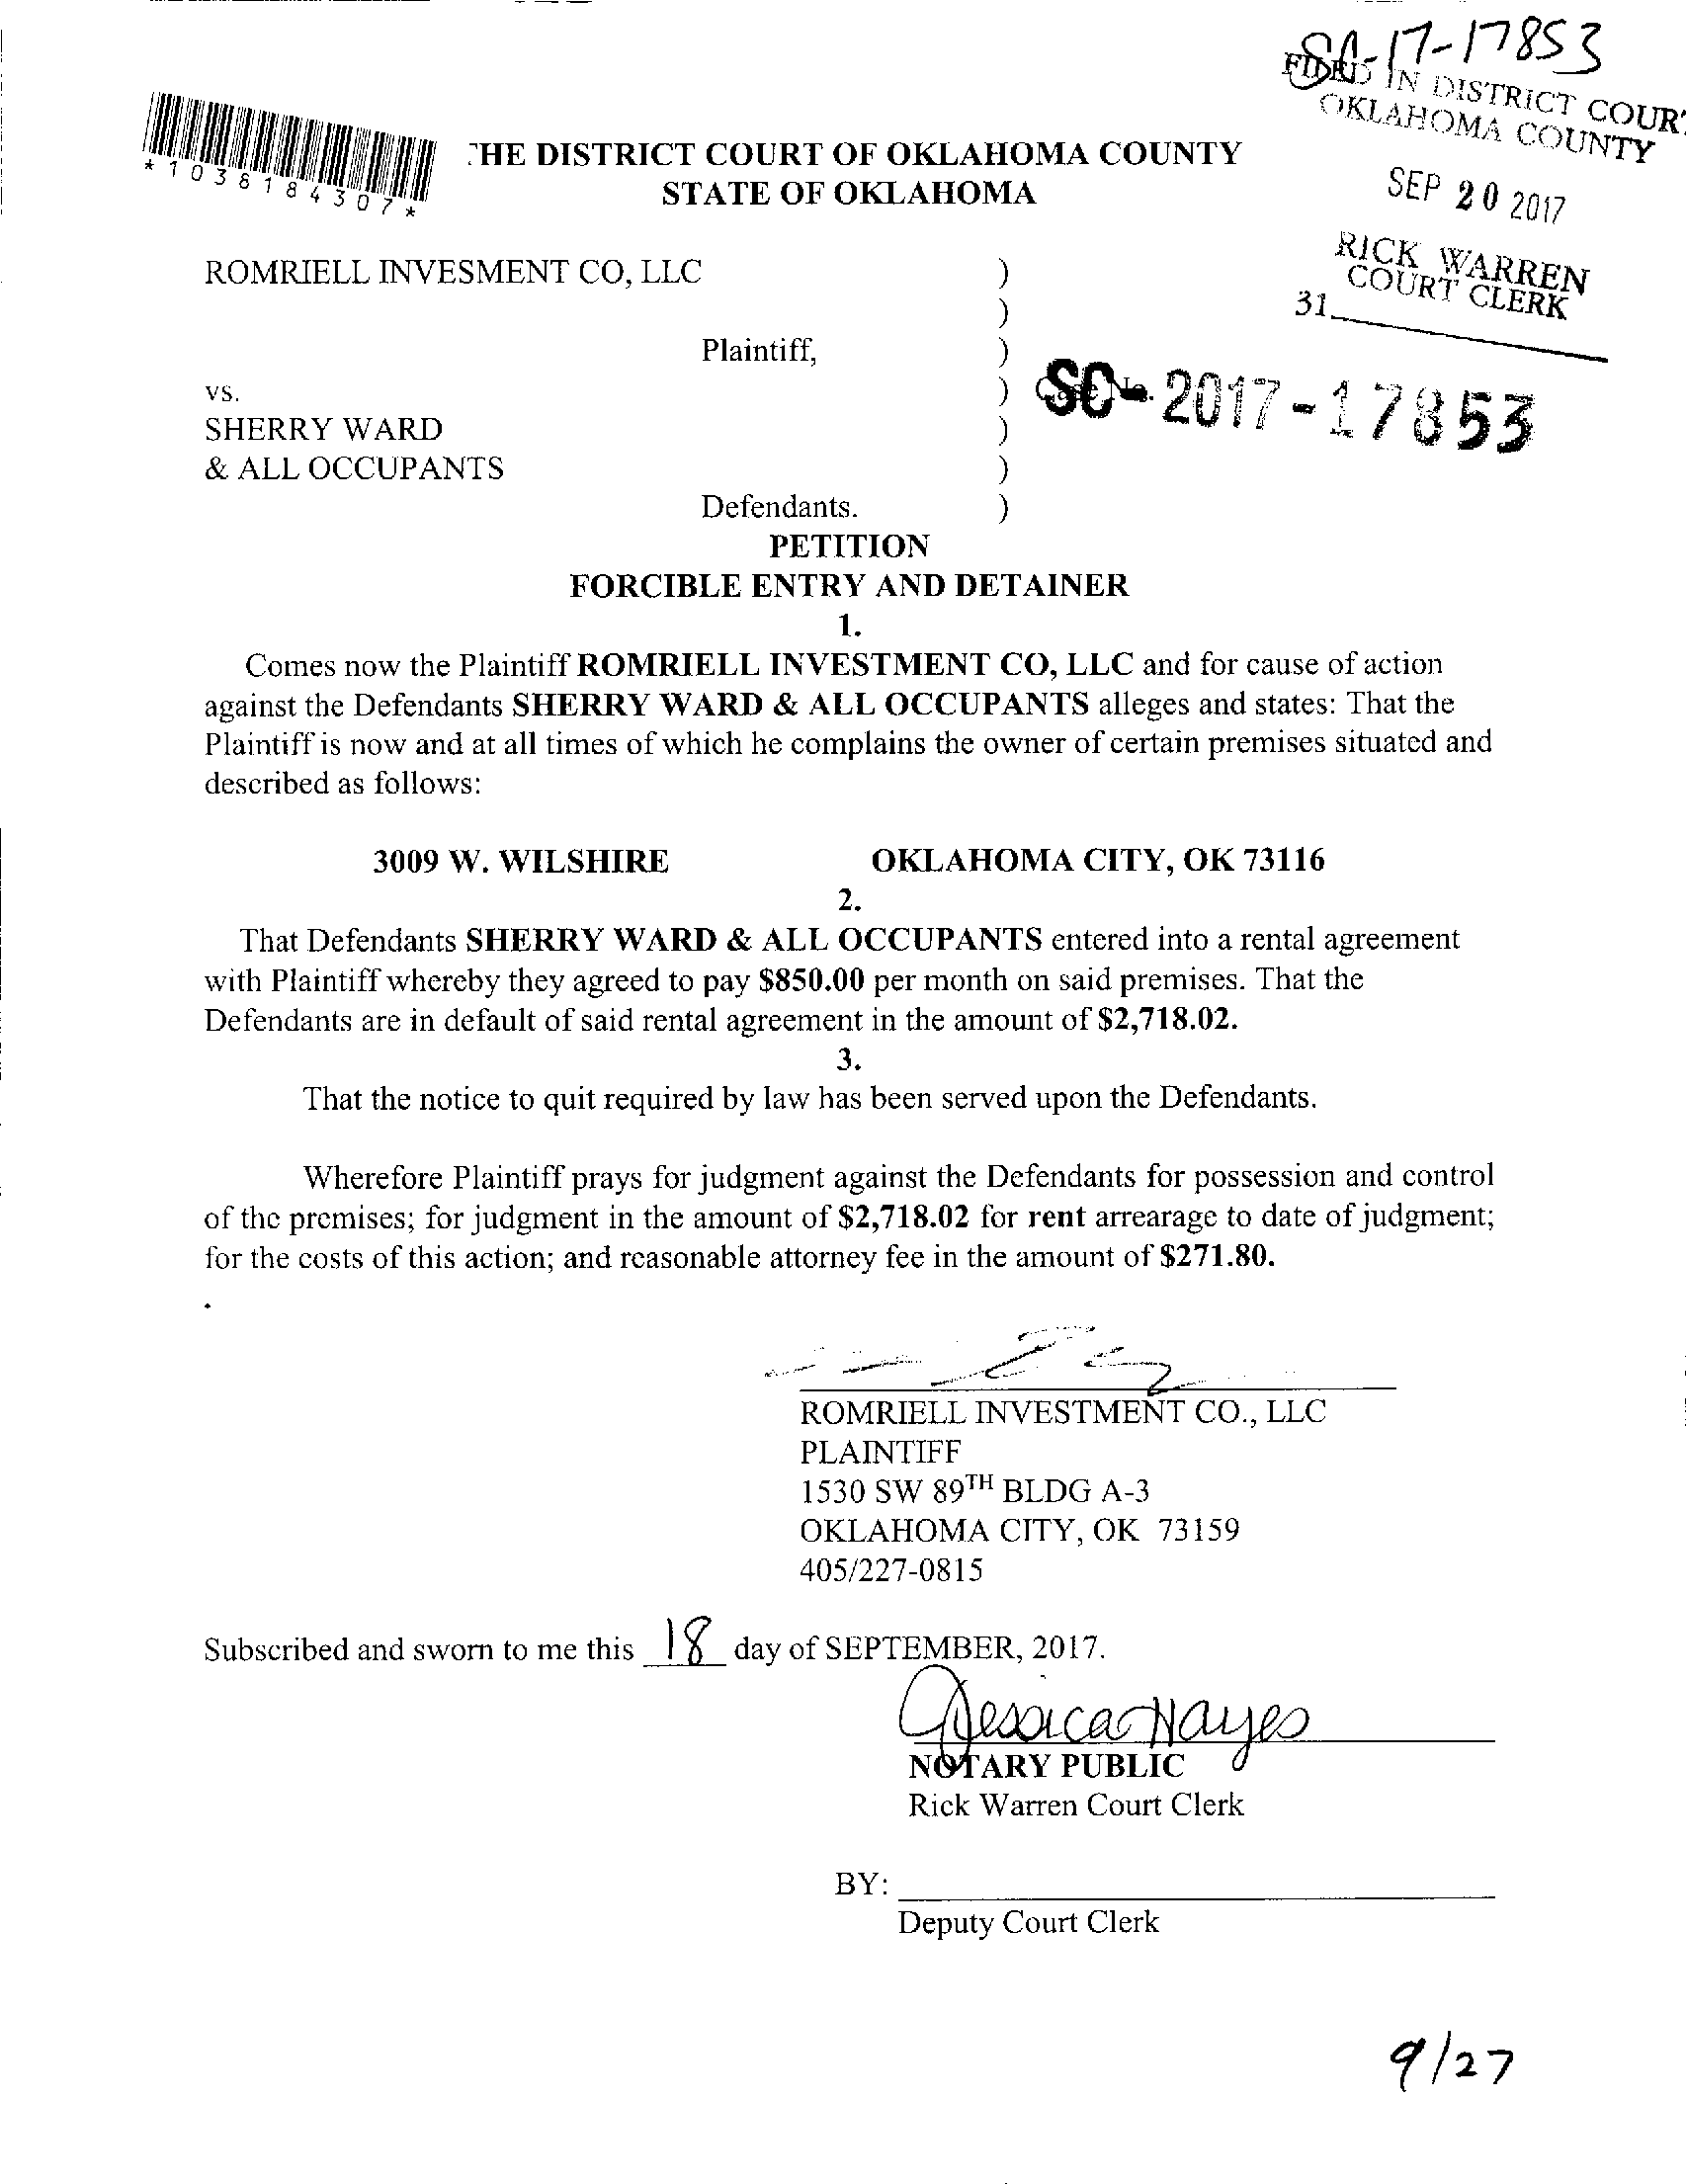 SC-17-17853
FILED IN DISTRICT COURT
OKLAHOMA COUNTY
*1038184307*
THE DISTRICT COURT OF OKLAHOMA COUNTY
STATE OF OKLAHOMA
SEP 20 2017
RICK WARREN
COURT CLERK
31
ROMRIELL INVESMENT CO, LLC )
)
Plaintiff, )
vs. ) Case No. SC-2017-17853
SHERRY WARD )
& ALL OCCUPANTS )
Defendants. )
PETITION
FORCIBLE ENTRY AND DETAINER
1.
Comes now the Plaintiff ROMRIELL INVESTMENT CO, LLC and for cause of action
against the Defendants SHERRY WARD & ALL OCCUPANTS alleges and states: That the
Plaintiff is now and at all times of which he complains the owner of certain premises situated and
described as follows:
3009 W. WILSHIRE OKLAHOMA CITY, OK 73116
2.
That Defendants SHERRY WARD & ALL OCCUPANTS entered into a rental agreement
with Plaintiff whereby they agreed to pay $850.00 per month on said premises. That the
Defendants are in default of said rental agreement in the amount of $2,718.02.
3.
That the notice to quit required by law has been served upon the Defendants.
Wherefore Plaintiff prays for judgment against the Defendants for possession and control
of the premises; for judgment in the amount of $2,718.02 for rent arrearage to date of judgment;
for the costs of this action; and reasonable attorney fee in the amount of $271.80.
.
ROMRIELL INVESTMENT CO., LLC
PLAINTIFF
1530 SW 89TH BLDG A-3
OKLAHOMA CITY, OK 73159
405/227-0815
Subscribed and sworn to me this 18 day of SEPTEMBER, 2017.
Jessica Hayes
NOTARY PUBLIC
Rick Warren Court Clerk
BY:
Deputy Court Clerk
9/27